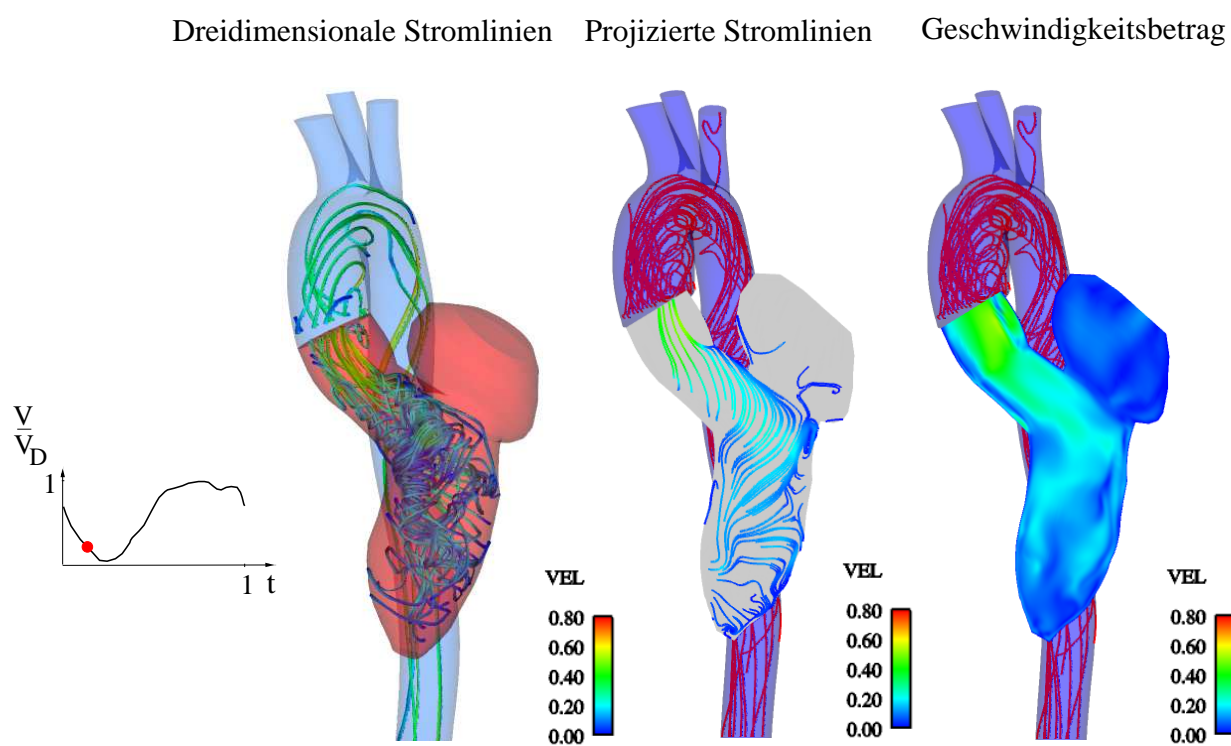 Dreidimensionale Stromlinien
Projizierte Stromlinien
Geschwindigkeitsbetrag
V
V_D
1
1 t
VEL
0.80
0.60
0.40
0.20
0.00
VEL
0.80
0.60
0.40
0.20
0.00
VEL
0.80
0.60
0.40
0.20
0.00